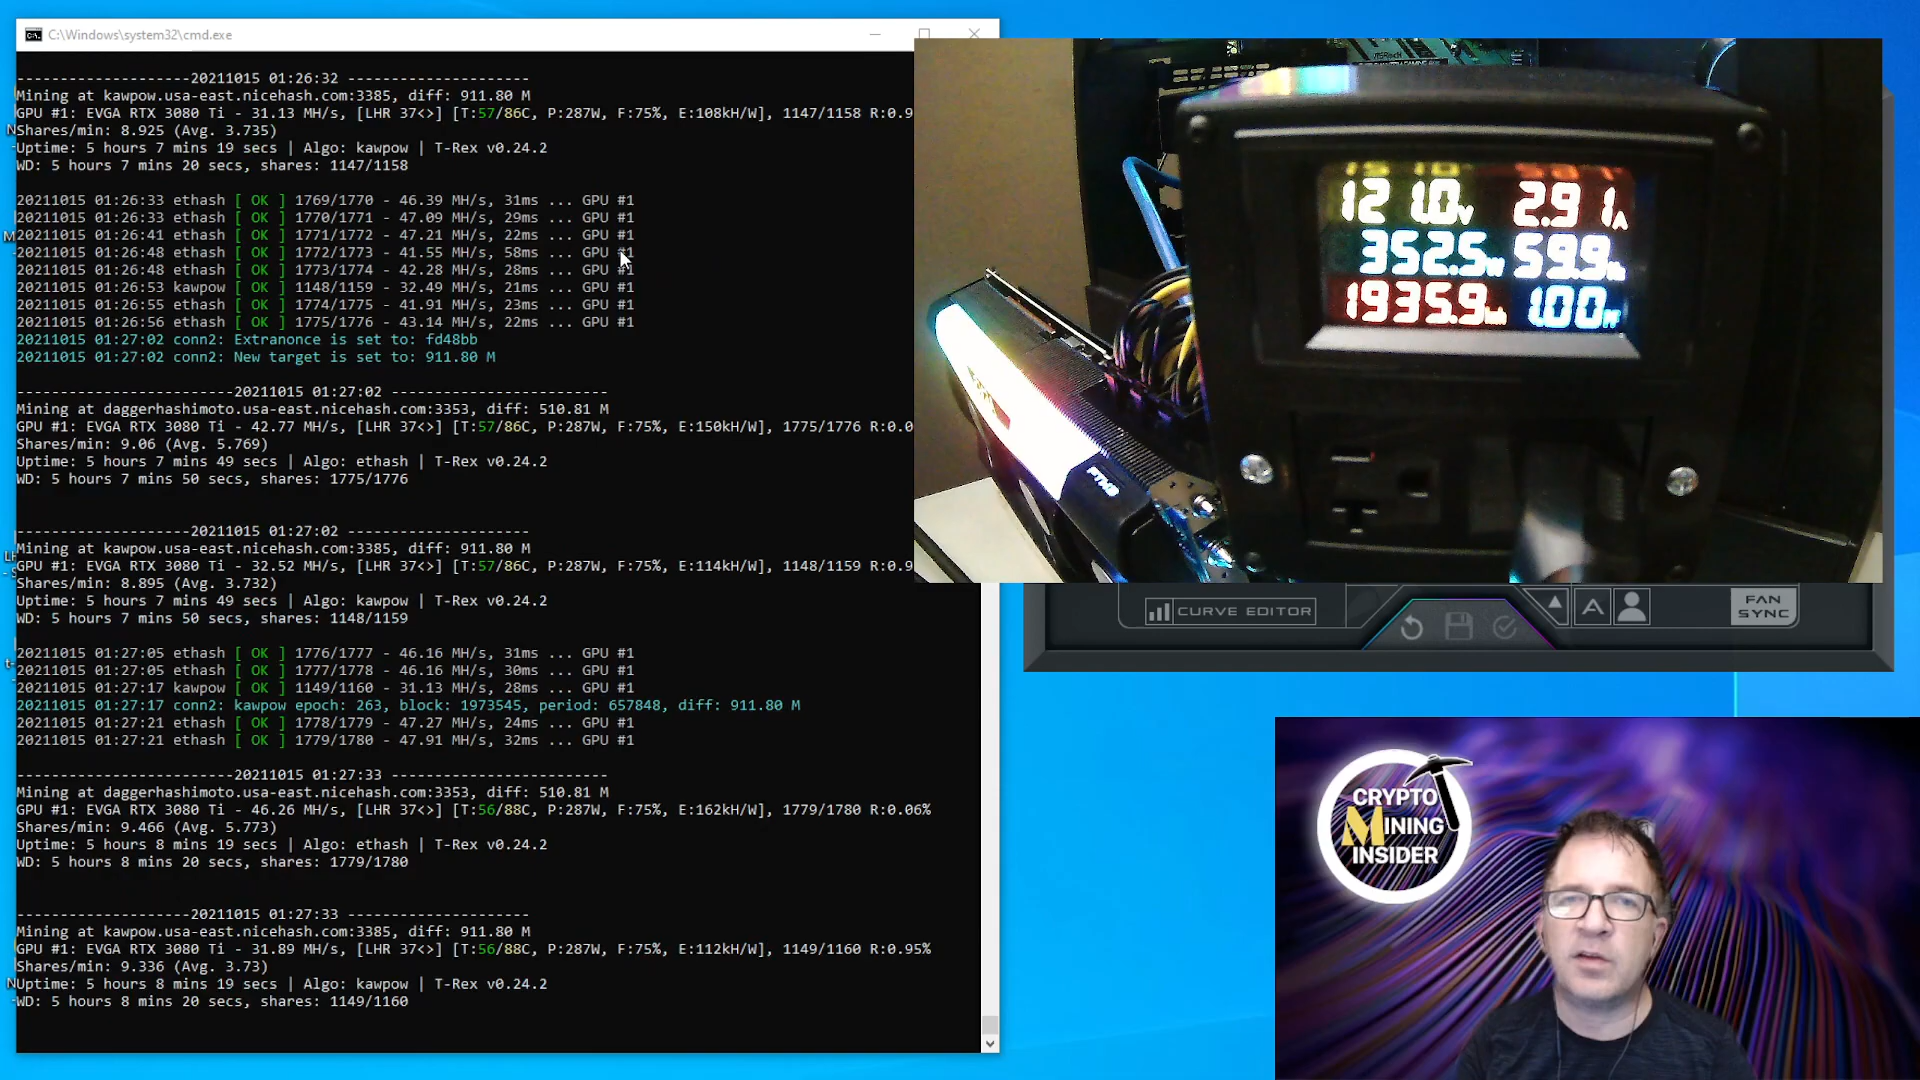 C:\Windows\system32\cmd.exe
--------------------20211015 01:26:32 ---------------------
Mining at kawpow.usa-east.nicehash.com:3385, diff: 911.80 M
GPU #1: EVGA RTX 3080 Ti - 31.13 MH/s, [LHR 37<>] [T:57/86C, P:287W, F:75%, E:108kH/W], 1147/1158 R:0.9
Shares/min: 8.925 (Avg. 3.735)
Uptime: 5 hours 7 mins 19 secs | Algo: kawpow | T-Rex v0.24.2
WD: 5 hours 7 mins 20 secs, shares: 1147/1158
20211015 01:26:33 ethash [ OK ] 1769/1770 - 46.39 MH/s, 31ms ... GPU #1
20211015 01:26:33 ethash [ OK ] 1770/1771 - 47.09 MH/s, 29ms ... GPU #1
20211015 01:26:41 ethash [ OK ] 1771/1772 - 47.21 MH/s, 22ms ... GPU #1
20211015 01:26:48 ethash [ OK ] 1772/1773 - 41.55 MH/s, 58ms ... GPU #1
20211015 01:26:48 ethash [ OK ] 1773/1774 - 42.28 MH/s, 28ms ... GPU #1
20211015 01:26:53 kawpow [ OK ] 1148/1159 - 32.49 MH/s, 21ms ... GPU #1
20211015 01:26:55 ethash [ OK ] 1774/1775 - 41.91 MH/s, 23ms ... GPU #1
20211015 01:26:56 ethash [ OK ] 1775/1776 - 43.14 MH/s, 22ms ... GPU #1
20211015 01:27:02 conn2: Extranonce is set to: fd48bb
20211015 01:27:02 conn2: New target is set to: 911.80 M
-------------------------20211015 01:27:02 -------------------------
Mining at daggerhashimoto.usa-east.nicehash.com:3353, diff: 510.81 M
GPU #1: EVGA RTX 3080 Ti - 42.77 MH/s, [LHR 37<>] [T:57/86C, P:287W, F:75%, E:150kH/W], 1775/1776 R:0.0
Shares/min: 9.06 (Avg. 5.769)
Uptime: 5 hours 7 mins 49 secs | Algo: ethash | T-Rex v0.24.2
WD: 5 hours 7 mins 50 secs, shares: 1775/1776
--------------------20211015 01:27:02 ---------------------
Mining at kawpow.usa-east.nicehash.com:3385, diff: 911.80 M
GPU #1: EVGA RTX 3080 Ti - 32.52 MH/s, [LHR 37<>] [T:57/86C, P:287W, F:75%, E:114kH/W], 1148/1159 R:0.9
Shares/min: 8.895 (Avg. 3.732)
Uptime: 5 hours 7 mins 49 secs | Algo: kawpow | T-Rex v0.24.2
WD: 5 hours 7 mins 50 secs, shares: 1148/1159
20211015 01:27:05 ethash [ OK ] 1776/1777 - 46.16 MH/s, 31ms ... GPU #1
20211015 01:27:05 ethash [ OK ] 1777/1778 - 46.16 MH/s, 30ms ... GPU #1
20211015 01:27:17 kawpow [ OK ] 1149/1160 - 31.13 MH/s, 28ms ... GPU #1
20211015 01:27:17 conn2: kawpow epoch: 263, block: 1973545, period: 657848, diff: 911.80 M
20211015 01:27:21 ethash [ OK ] 1778/1779 - 47.27 MH/s, 24ms ... GPU #1
20211015 01:27:21 ethash [ OK ] 1779/1780 - 47.91 MH/s, 32ms ... GPU #1
-------------------------20211015 01:27:33 -------------------------
Mining at daggerhashimoto.usa-east.nicehash.com:3353, diff: 510.81 M
GPU #1: EVGA RTX 3080 Ti - 46.26 MH/s, [LHR 37<>] [T:56/88C, P:287W, F:75%, E:162kH/W], 1779/1780 R:0.06%
Shares/min: 9.466 (Avg. 5.773)
Uptime: 5 hours 8 mins 19 secs | Algo: ethash | T-Rex v0.24.2
WD: 5 hours 8 mins 20 secs, shares: 1779/1780
--------------------20211015 01:27:33 ---------------------
Mining at kawpow.usa-east.nicehash.com:3385, diff: 911.80 M
GPU #1: EVGA RTX 3080 Ti - 31.89 MH/s, [LHR 37<>] [T:56/88C, P:287W, F:75%, E:112kH/W], 1149/1160 R:0.95%
Shares/min: 9.336 (Avg. 3.73)
Uptime: 5 hours 8 mins 19 secs | Algo: kawpow | T-Rex v0.24.2
WD: 5 hours 8 mins 20 secs, shares: 1149/1160
121.0V 2.91A
352.5W 59.9Hz
1935.9 1.00PF
FTW3
CURVE EDITOR
A
FAN
SYNC
CRYPTO
MINING
INSIDER